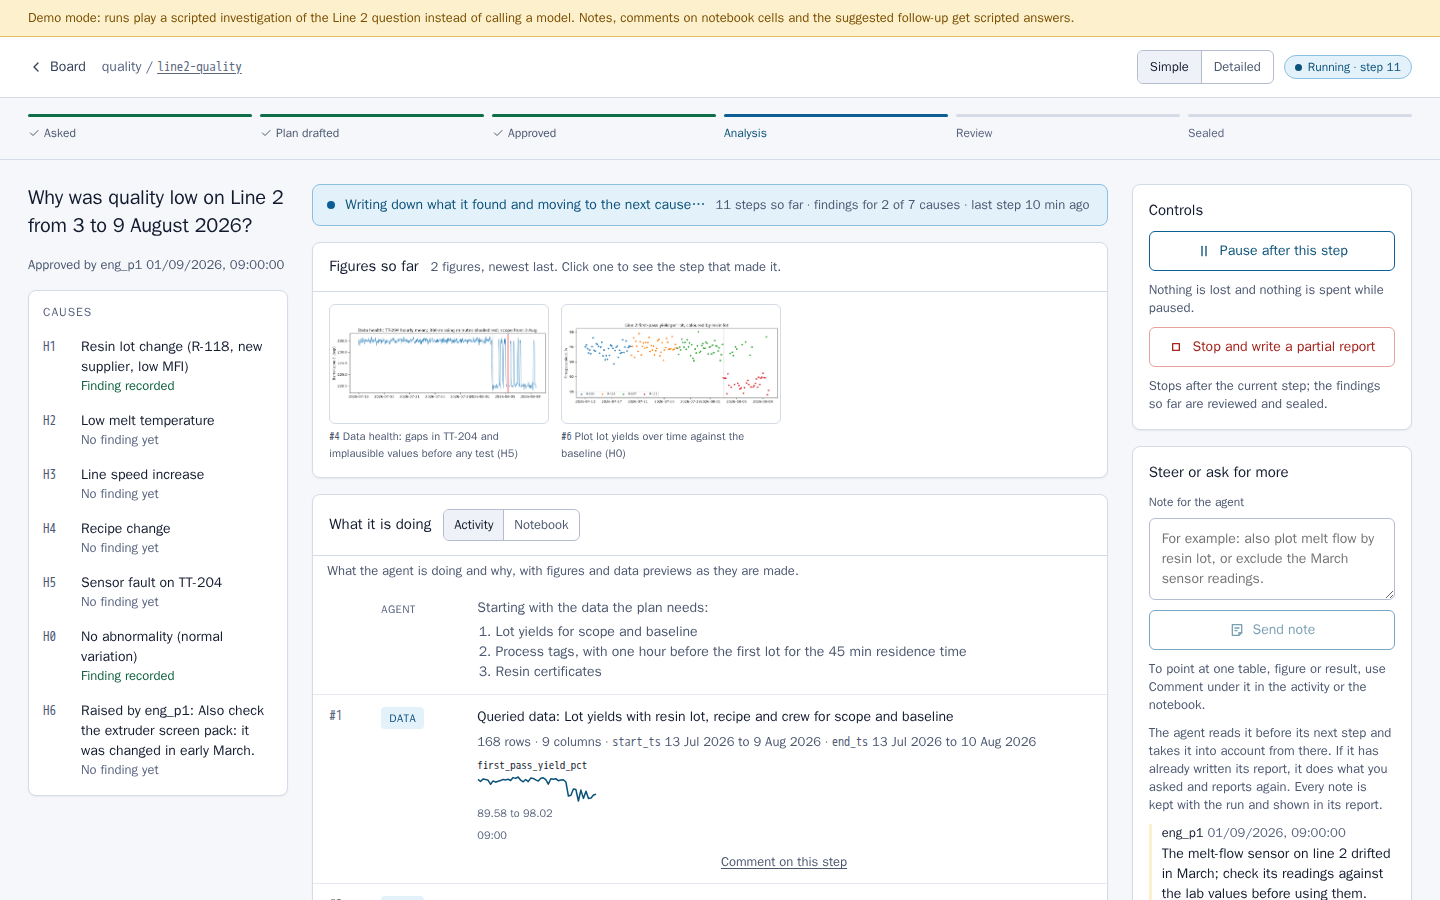 Demo mode: runs play a scripted investigation of the Line 2 question instead of calling a model. Notes, comments on notebook cells and the suggested follow-up get scripted answers.
Board
quality / line2-quality
Simple
Detailed
Running · step 11
Asked
Plan drafted
Approved
Analysis
Review
Sealed
Why was quality low on Line 2
from 3 to 9 August 2026?
Approved by eng_p1 01/09/2026, 09:00:00
CAUSES
H1 Resin lot change (R-118, new
supplier, low MFI)
Finding recorded
H2 Low melt temperature
No finding yet
H3 Line speed increase
No finding yet
H4 Recipe change
No finding yet
H5 Sensor fault on TT-204
No finding yet
H0 No abnormality (normal
variation)
Finding recorded
H6 Raised by eng_p1: Also check
the extruder screen pack: it
was changed in early March.
No finding yet
Writing down what it found and moving to the next cause··· 11 steps so far · findings for 2 of 7 causes · last step 10 min ago
Figures so far 2 figures, newest last. Click one to see the step that made it.
Line 2 first-pass yield per lot, coloured by resin lot
#4 Data health: gaps in TT-204 and
implausible values before any test (H5)
#6 Plot lot yields over time against the
baseline (H0)
What it is doing
Activity
Notebook
What the agent is doing and why, with figures and data previews as they are made.
AGENT
Starting with the data the plan needs:
1. Lot yields for scope and baseline
2. Process tags, with one hour before the first lot for the 45 min residence time
3. Resin certificates
#1 DATA Queried data: Lot yields with resin lot, recipe and crew for scope and baseline
168 rows · 9 columns · start_ts 13 Jul 2026 to 9 Aug 2026 · end_ts 13 Jul 2026 to 10 Aug 2026
first_pass_yield_pct
89.58 to 98.02
09:00
Comment on this step
Controls
Pause after this step
Nothing is lost and nothing is spent while
paused.
Stop and write a partial report
Stops after the current step; the findings
so far are reviewed and sealed.
Steer or ask for more
Note for the agent
For example: also plot melt flow by
resin lot, or exclude the March
sensor readings.
Send note
To point at one table, figure or result, use
Comment under it in the activity or the
notebook.
The agent reads it before its next step and
takes it into account from there. If it has
already written its report, it does what you
asked and reports again. Every note is
kept with the run and shown in its report.
eng_p1 01/09/2026, 09:00:00
The melt-flow sensor on line 2 drifted
in March; check its readings against
the lab values before using them.